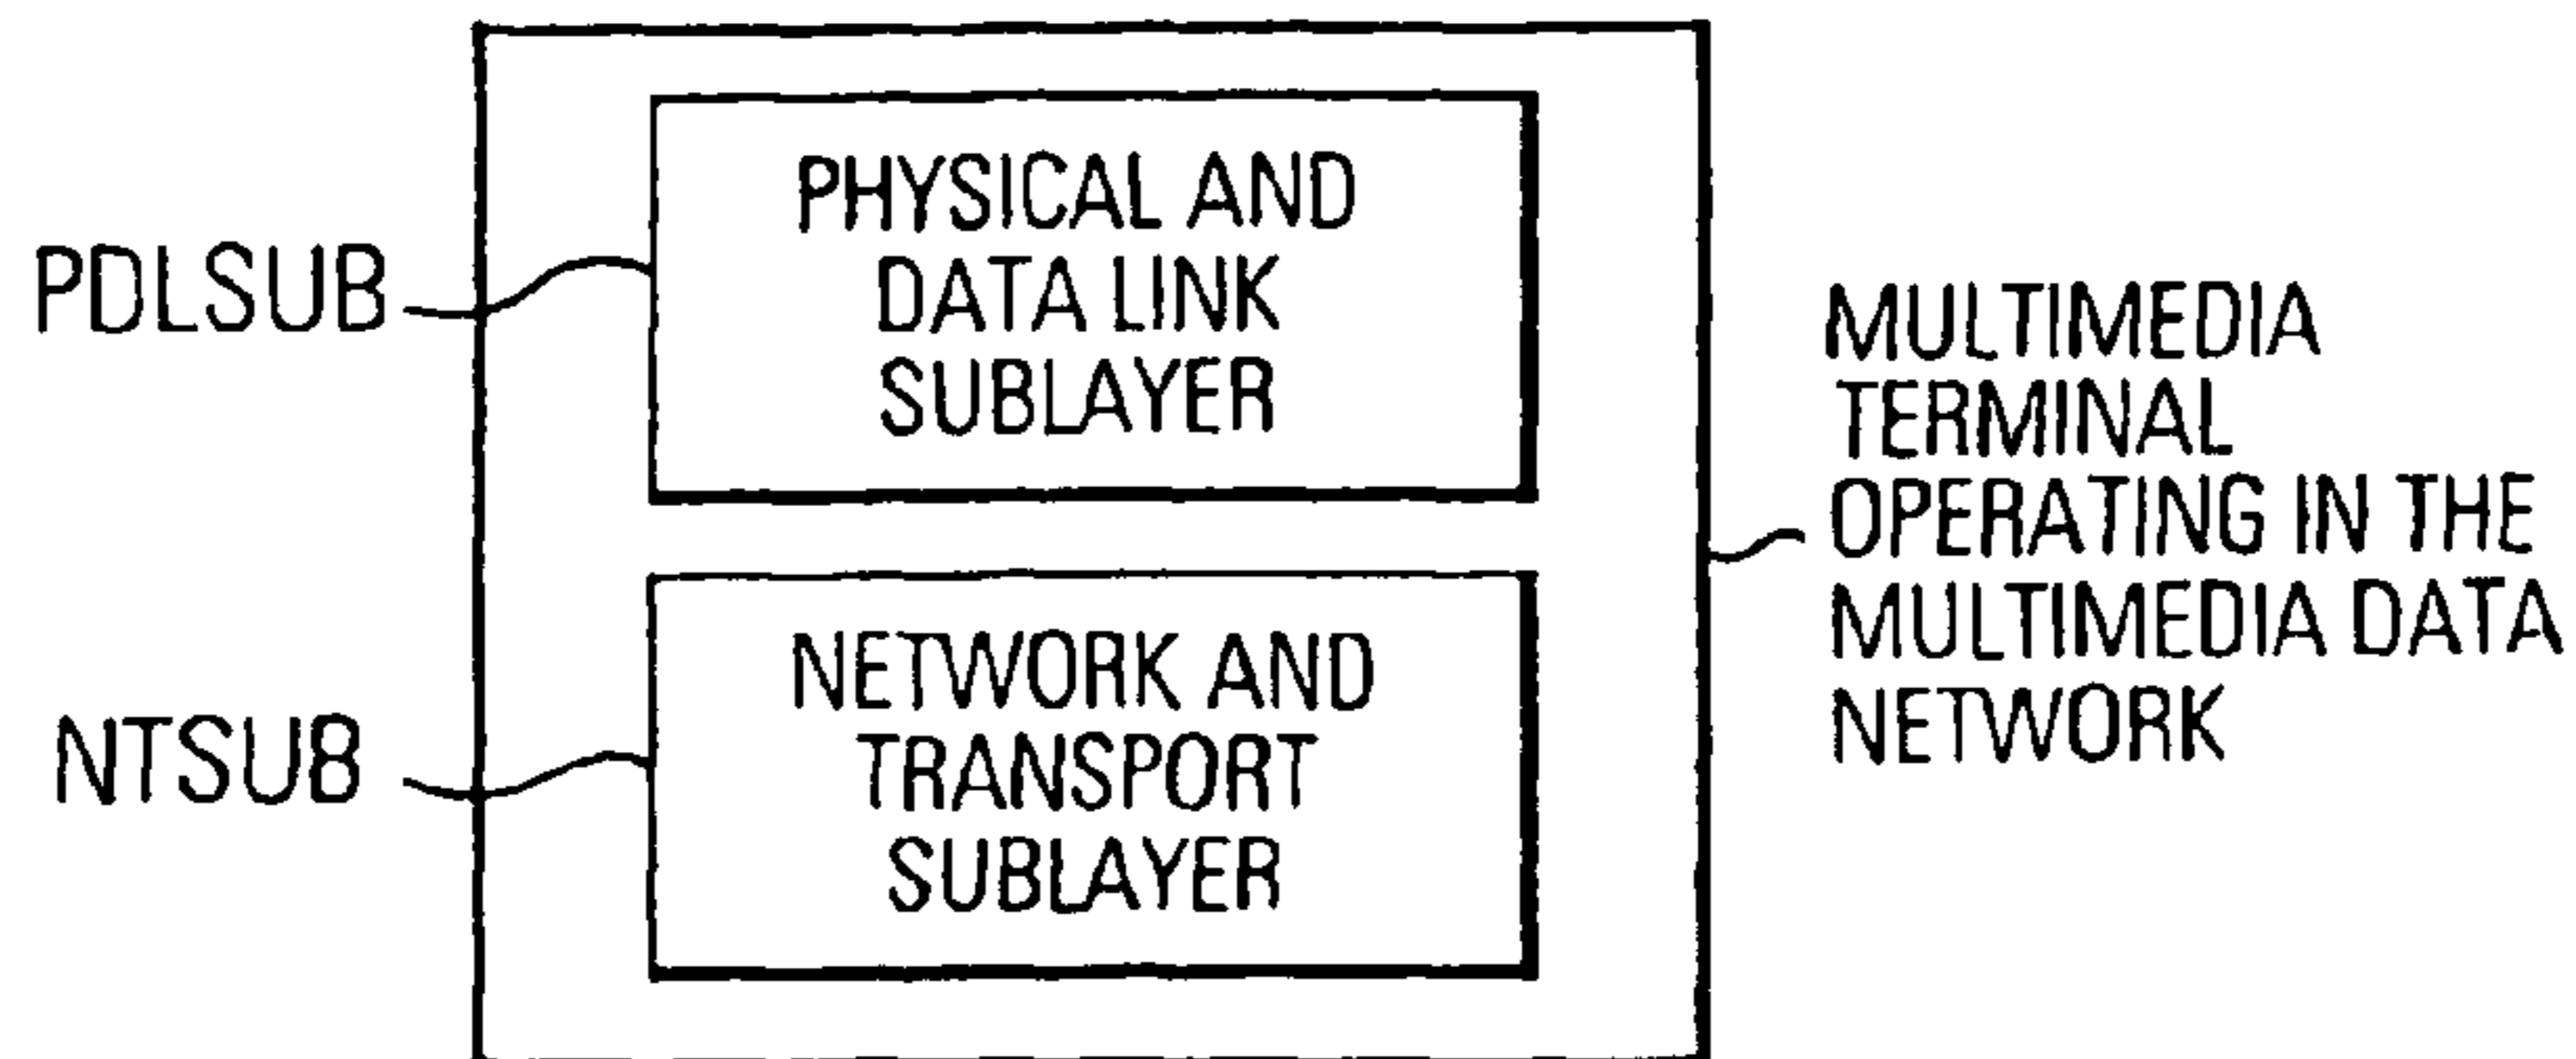 PHYSICAL AND
DATA LINK
SUBLAYER
PDLSUB
MULTIMEDIA
TERMINAL
OPERATING IN THE
MULTIMEDIA DATA
NETWORK
NETWORK AND
TRANSPORT
SUBLAYER
NTSUB